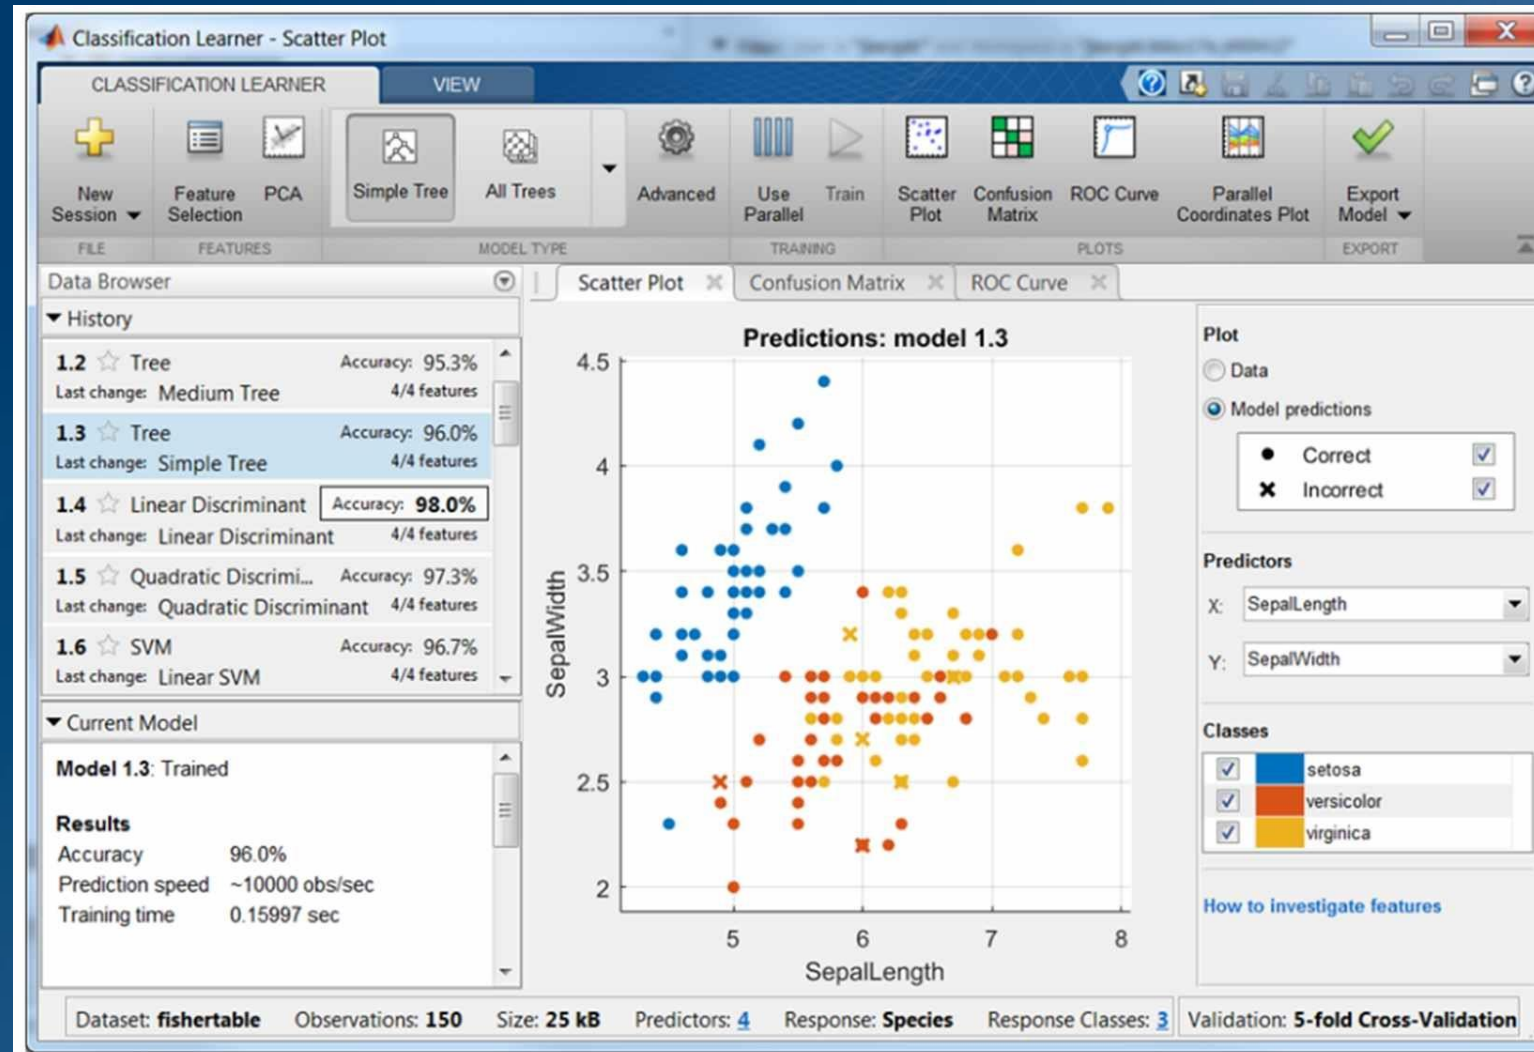 Classification Learner - Scatter Plot
CLASSIFICATION LEARNER
VIEW
New
Session
Feature
Selection
PCA
Simple Tree
All Trees
Advanced
Use
Parallel
Train
Scatter
Plot
Confusion
Matrix
ROC Curve
Parallel
Coordinates Plot
Export
Model
FILE
FEATURES
MODEL TYPE
TRAINING
PLOTS
EXPORT
Data Browser
History
1.2 Tree Accuracy: 95.3%
Last change: Medium Tree 4/4 features
1.3 Tree Accuracy: 96.0%
Last change: Simple Tree 4/4 features
1.4 Linear Discriminant Accuracy: 98.0%
Last change: Linear Discriminant 4/4 features
1.5 Quadratic Discrimi... Accuracy: 97.3%
Last change: Quadratic Discriminant 4/4 features
1.6 SVM Accuracy: 96.7%
Last change: Linear SVM 4/4 features
Current Model
Model 1.3: Trained
Results
Accuracy 96.0%
Prediction speed ~10000 obs/sec
Training time 0.15997 sec
Scatter Plot
Confusion Matrix
ROC Curve
Predictions: model 1.3
4.5
4
3.5
3
2.5
2
SepalWidth
5 6 7 8
SepalLength
Plot
Data
Model predictions
Correct
Incorrect
Predictors
X: SepalLength
Y: SepalWidth
Classes
setosa
versicolor
virginica
How to investigate features
Dataset: fishertable Observations: 150 Size: 25 kB Predictors: 4 Response: Species Response Classes: 3 Validation: 5-fold Cross-Validation